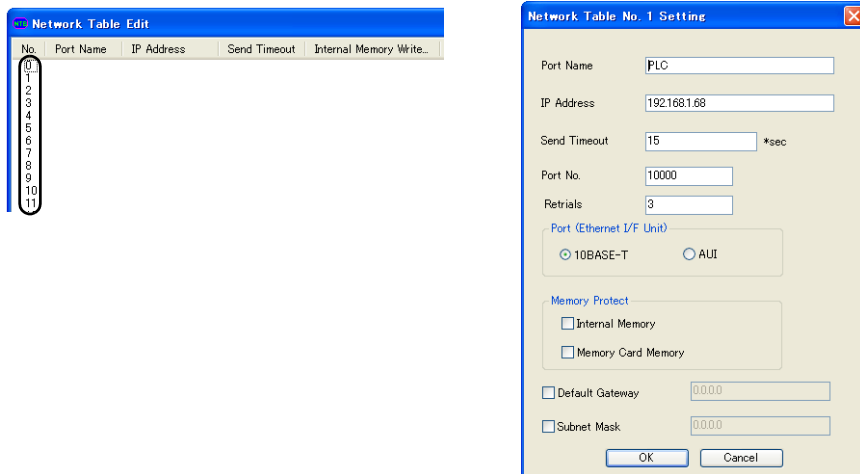 NTB Network Table Edit
No. Port Name IP Address Send Timeout Internal Memory Write...
0
1
2
3
4
5
6
7
8
9
10
11
Network Table No. 1 Setting
Port Name PLC
IP Address 192.168.1.68
Send Timeout 15 *sec
Port No. 10000
Retrials 3
Port (Ethernet I/F Unit)
10BASE-T AUI
Memory Protect
Internal Memory
Memory Card Memory
Default Gateway 0.0.0.0
Subnet Mask 0.0.0.0
OK Cancel